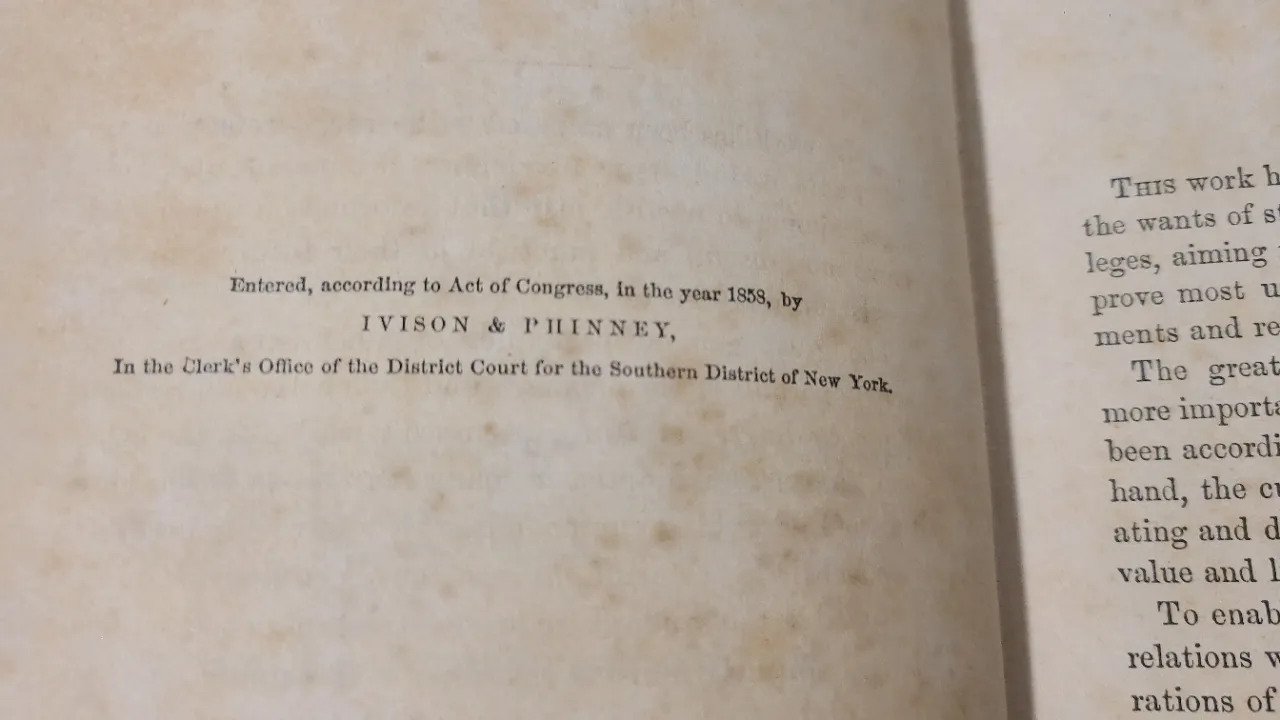 Entered, according to Act of Congress, in the year 1858, by
IVISON & PHINNEY,
In the Clerk's Office of the District Court for the Southern District of New York.
THIS work h
the wants of st
leges, aiming
prove most u
ments and re
The great
more importa
been accordi
hand, the cu
ating and d
value and l
To enab
relations w
rations of